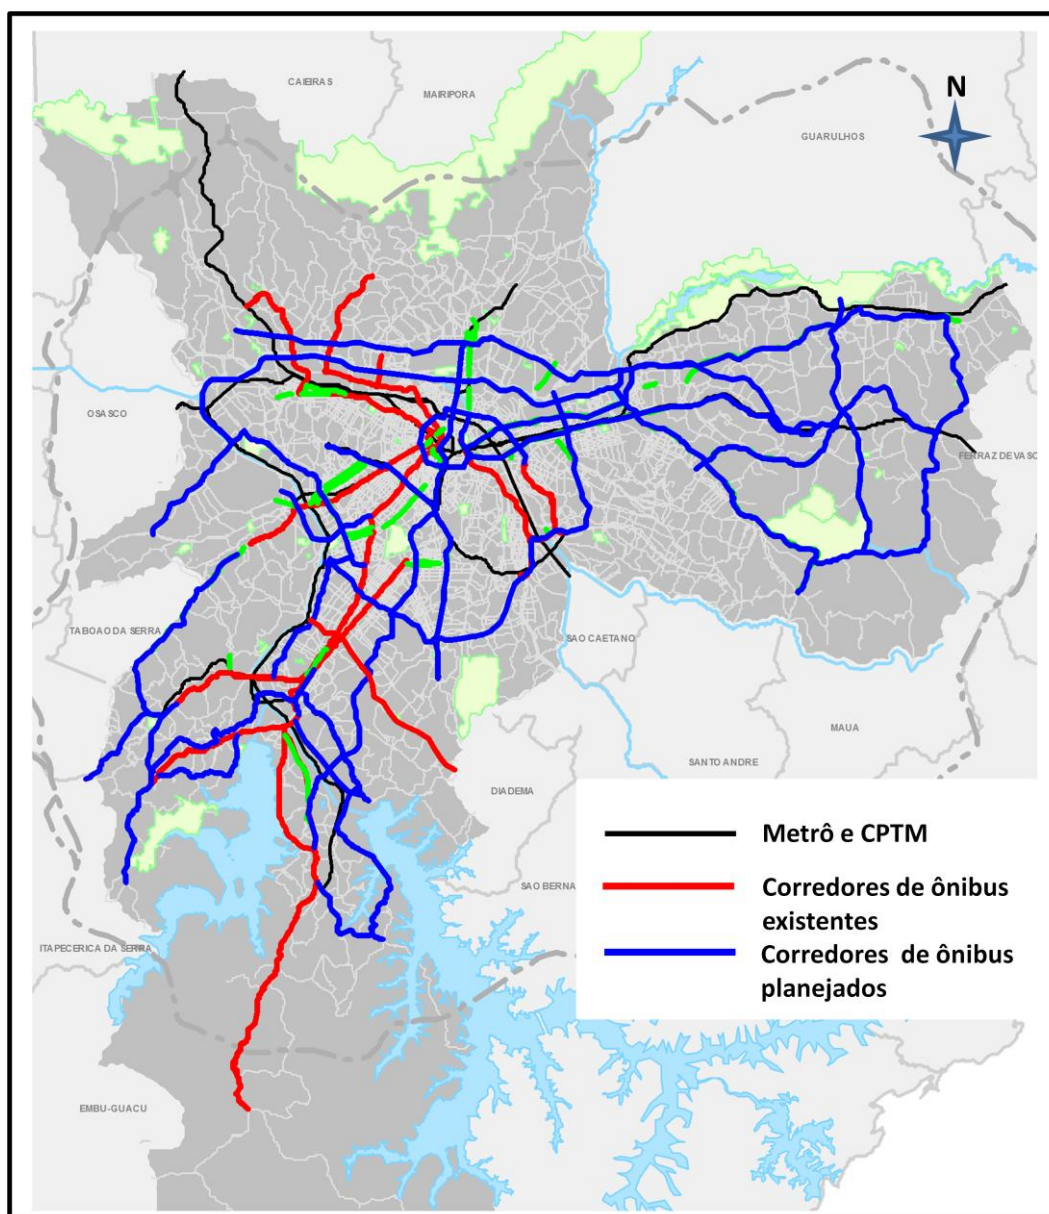 CAIEIRAS
MAIRIPORA
N
GUARULHOS
OSASCO
FERRAZ DE VASC
TABOAO DA SERRA
SAO CAETANO
MAUA
SANTO ANDRE
DIADEMA
Metrô e CPTM
SAO BERNA
Corredores de ônibus
existentes
ITAPECERICA DA SERRA
Corredores de ônibus
planejados
EMBU-GUACU